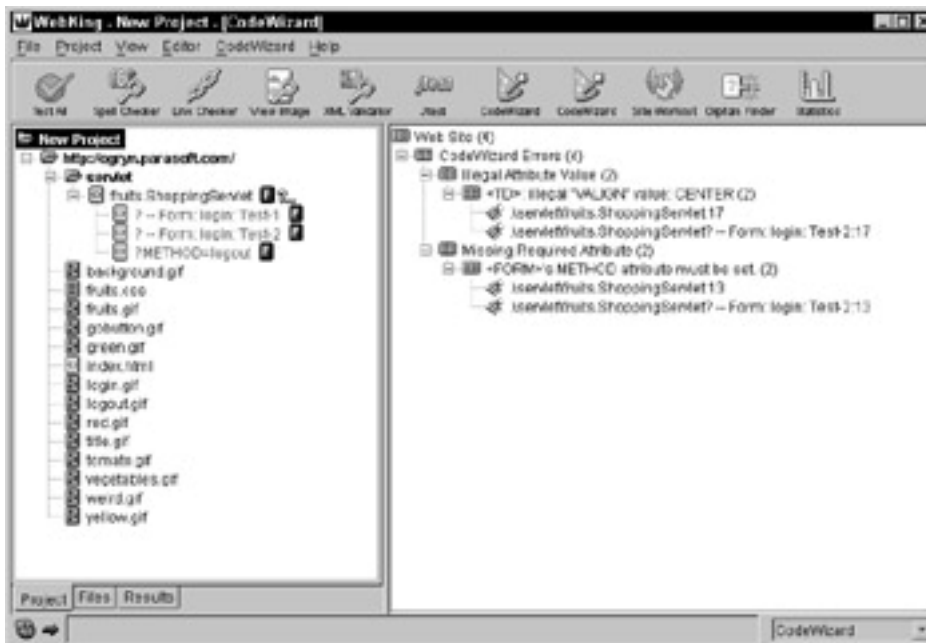 WebKing - New Project - [CodeWizard]
File Project View Editor CodeWizard Help
Test All Spell Checker Link Checker View Image XML Validator Jtest CodeWizard CodeWizard Site Workout Orphan Finder Statistics
New Project
http://ogryn.parasoft.com/
servlet
fruits.ShoppingServlet
? -- Form: login: Test-1
? -- Form: login: Test-2
?METHOD=logout
background.gif
fruits.css
fruits.gif
gobutton.gif
green.gif
index.html
login.gif
logout.gif
red.gif
title.gif
tomato.gif
vegetables.gif
weird.gif
yellow.gif
Project Files Results
Web Site (4)
CodeWizard Errors (4)
Illegal Attribute Value (2)
<TD>: Illegal "VALIGN" value: CENTER (2)
./servlet/fruits.ShoppingServlet:17
./servlet/fruits.ShoppingServlet? -- Form: login: Test-2:17
Missing Required Attribute (2)
<FORM>'s METHOD attribute must be set. (2)
./servlet/fruits.ShoppingServlet:13
./servlet/fruits.ShoppingServlet? -- Form: login: Test-2:13
CodeWizard